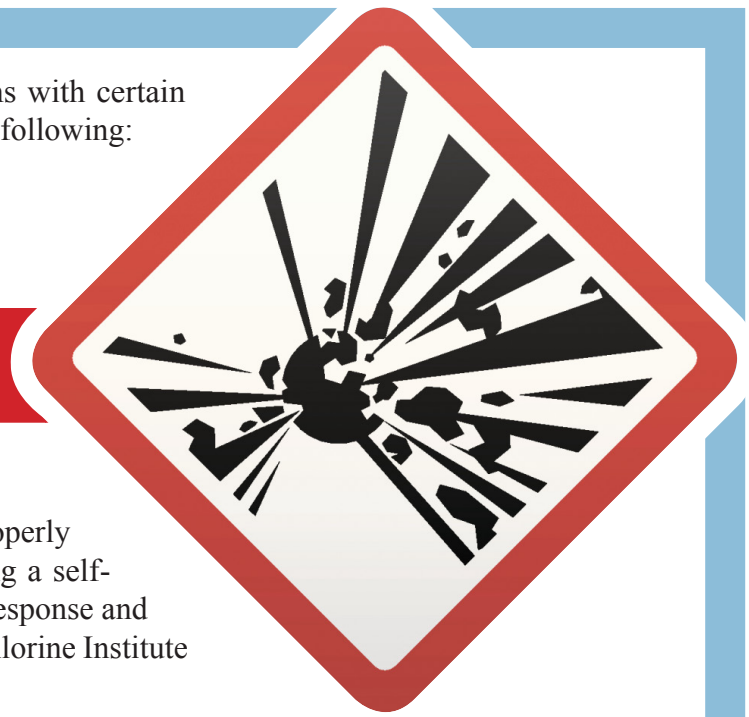 ns with certain
following:
operly
g a self-
esponse and
lorine Institute